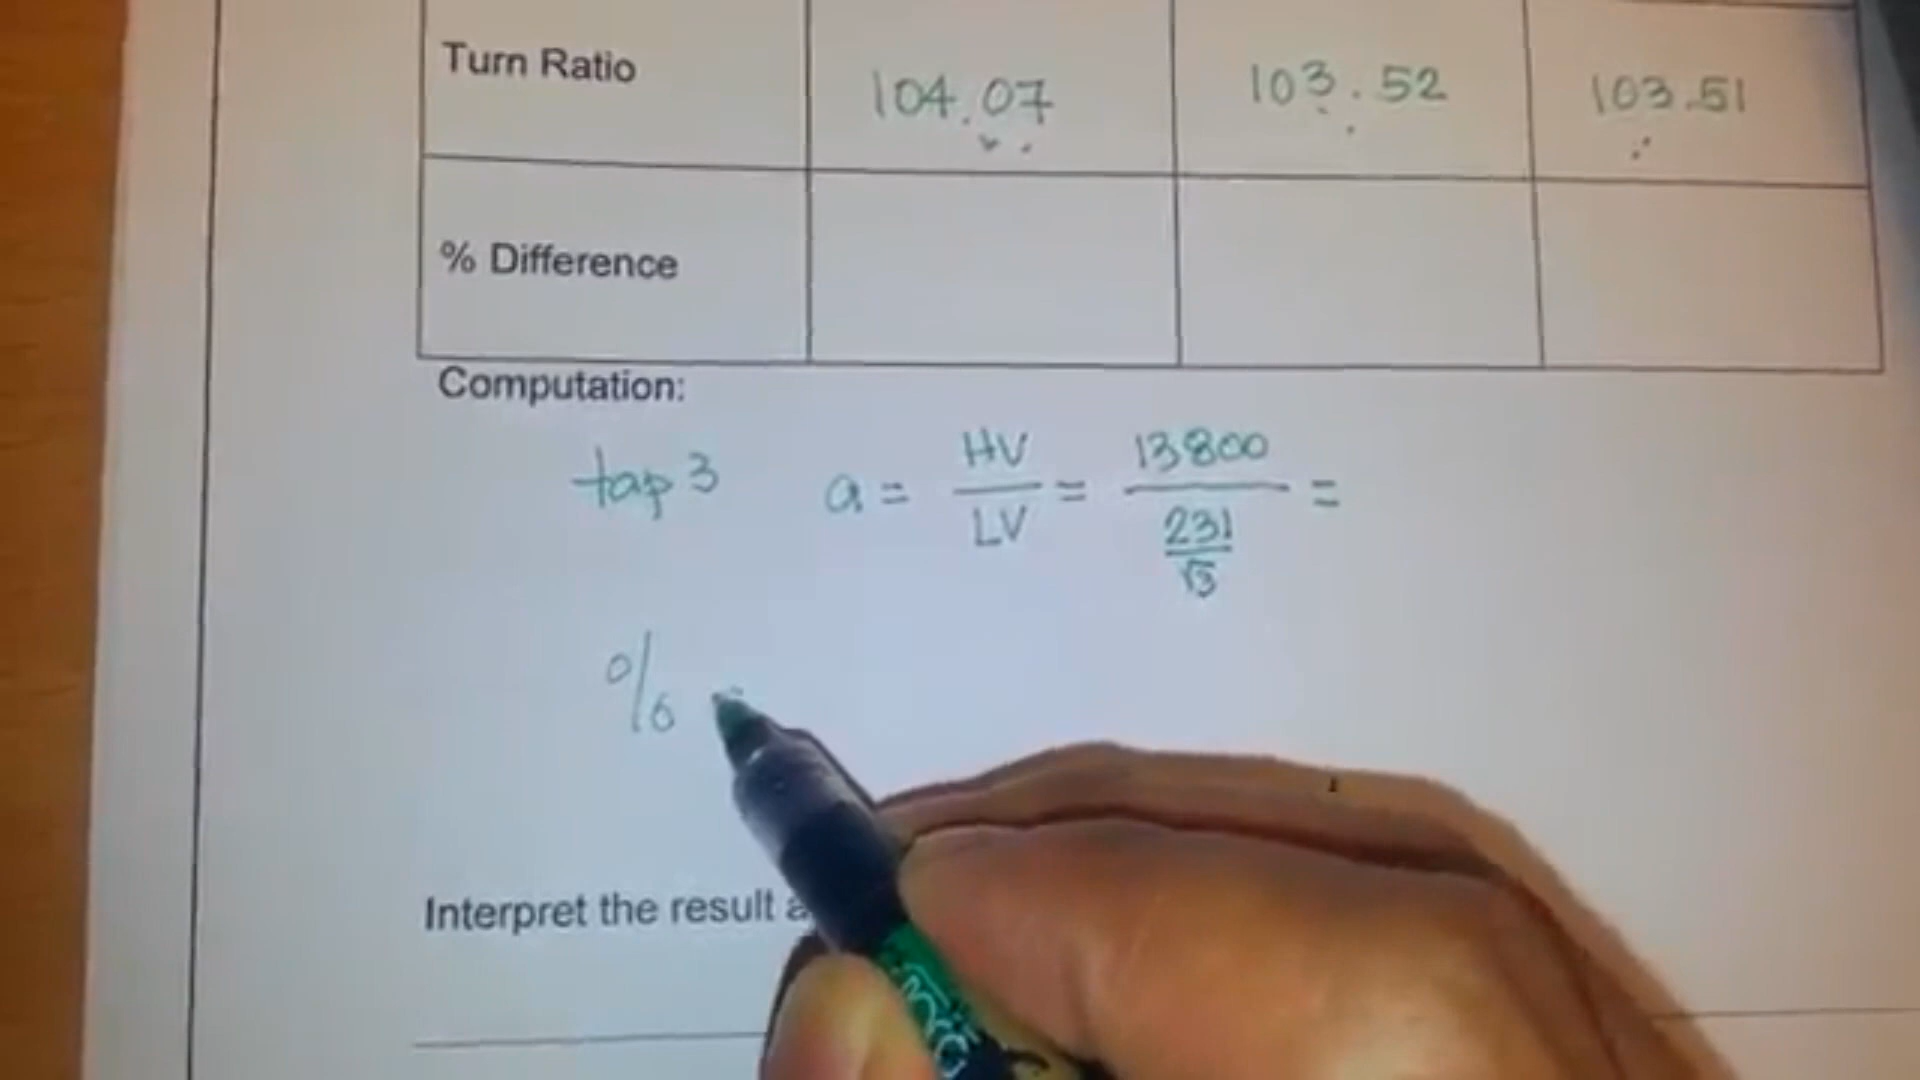 Turn Ratio 104.07 103.52 103.51
% Difference
Computation:
tap 3 a = HV/LV = 13800/(231/√3) =
%
Interpret the result